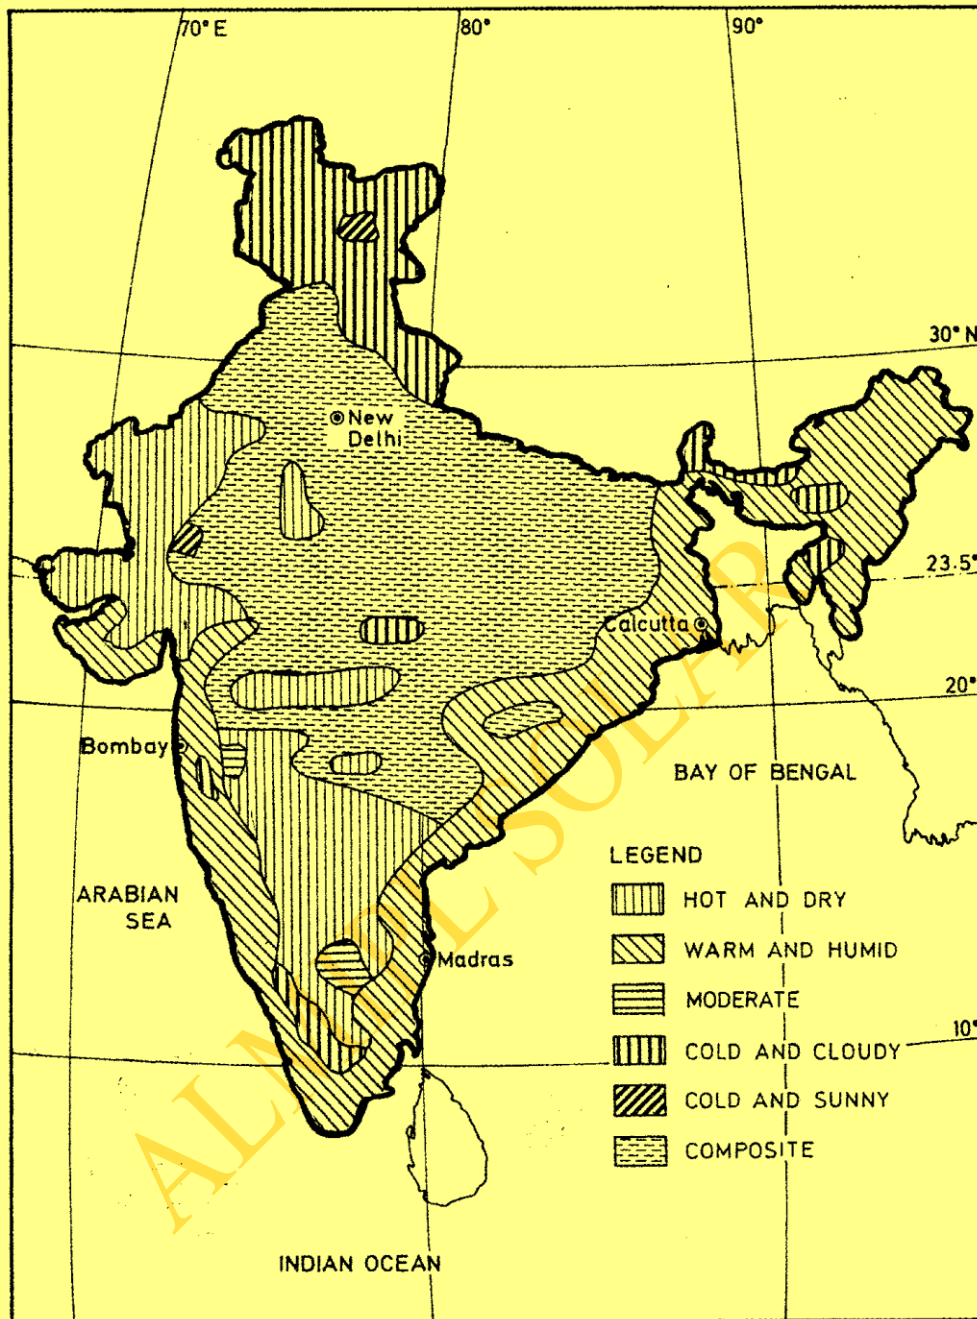 70° E
80°
90°
30° N
New
Delhi
23.5°
Calcutta
20°
Bombay
BAY OF BENGAL
LEGEND
HOT AND DRY
ARABIAN
SEA
WARM AND HUMID
Madras
MODERATE
10°
COLD AND CLOUDY
COLD AND SUNNY
COMPOSITE
INDIAN OCEAN